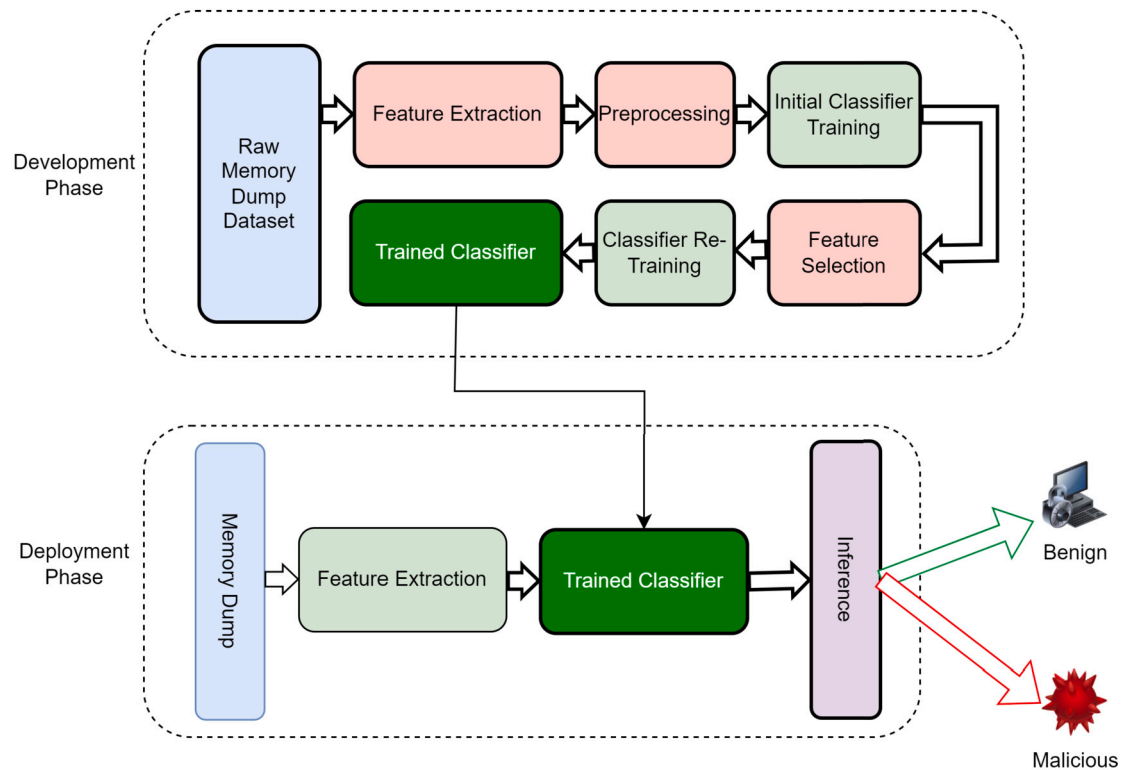 Development
Phase
Raw
Memory
Dump
Dataset
Feature Extraction
Preprocessing
Initial Classifier
Training
Trained Classifier
Classifier Re-
Training
Feature
Selection
Deployment
Phase
Memory Dump
Feature Extraction
Trained Classifier
Inference
Benign
Malicious